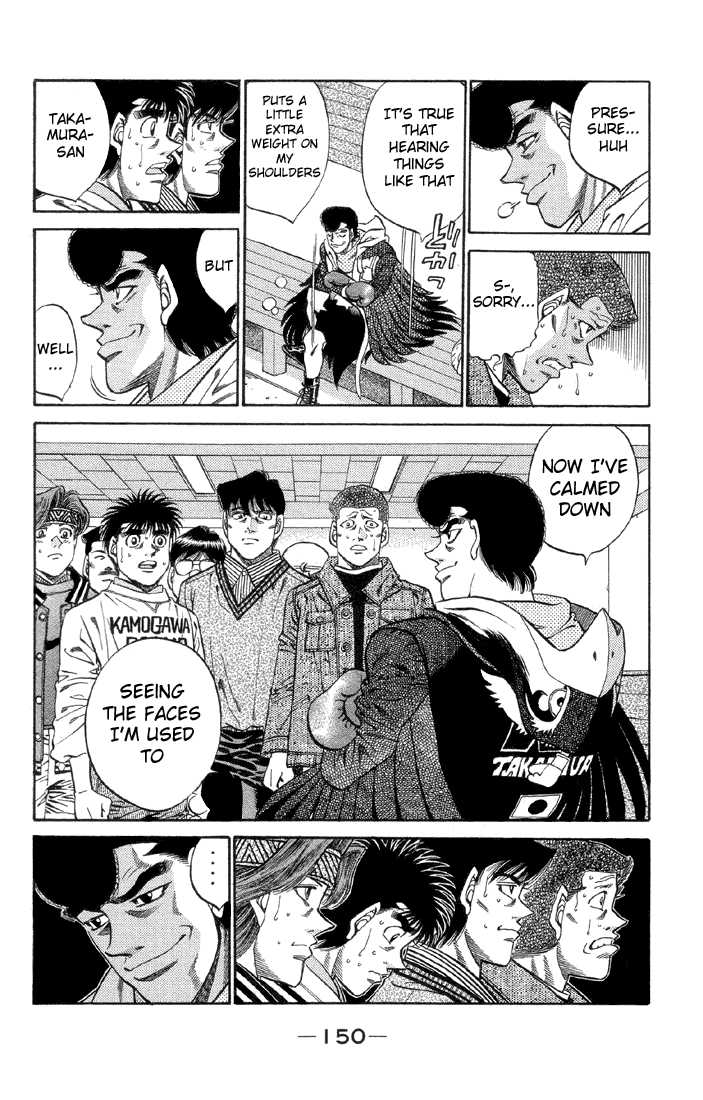 PRES-
SURE...
HUH
S-,
SORRY...
IT'S TRUE
THAT
HEARING
THINGS
LIKE THAT
PUTS A
LITTLE
EXTRA
WEIGHT ON
MY
SHOULDERS
TAKA-
MURA-
SAN
BUT
WELL
...
NOW I'VE
CALMED
DOWN
KAMOGAWA
SEEING
THE FACES
I'M USED
TO
....
—150—